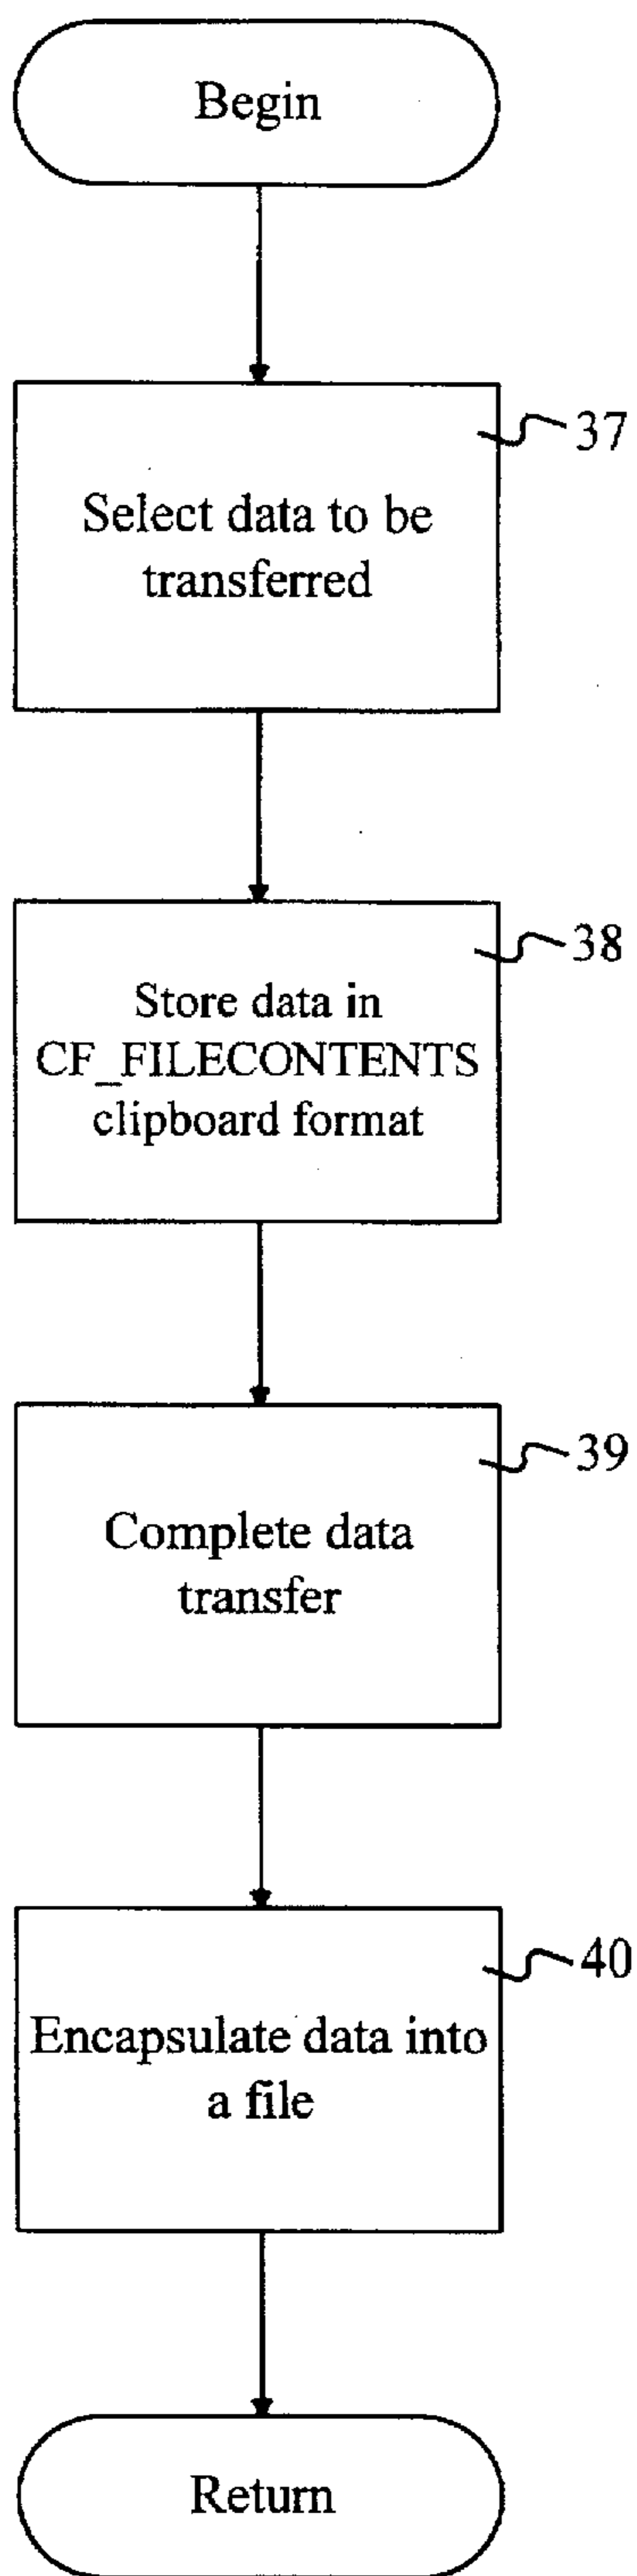 Begin
37
Select data to be
transferred
38
Store data in
CF_FILECONTENTS
clipboard format
39
Complete data
transfer
40
Encapsulate data into
a file
Return